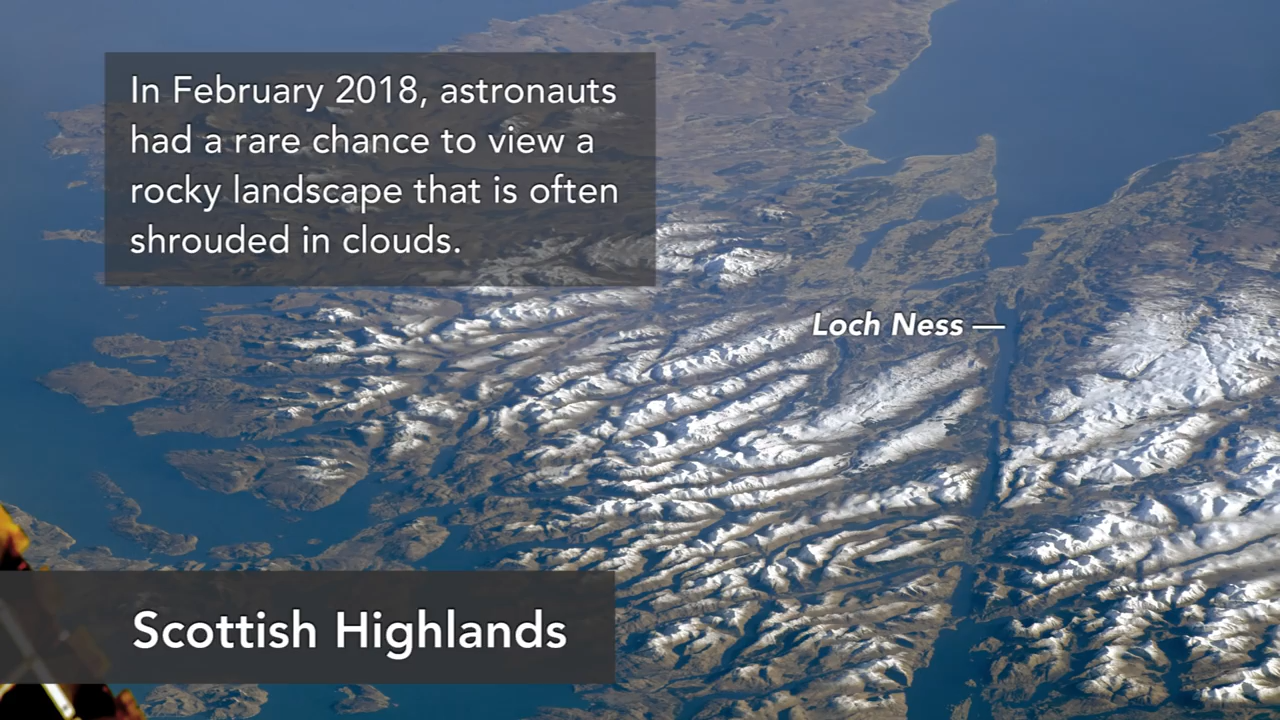 In February 2018, astronauts
had a rare chance to view a
rocky landscape that is often
shrouded in clouds.
Loch Ness
Scottish Highlands